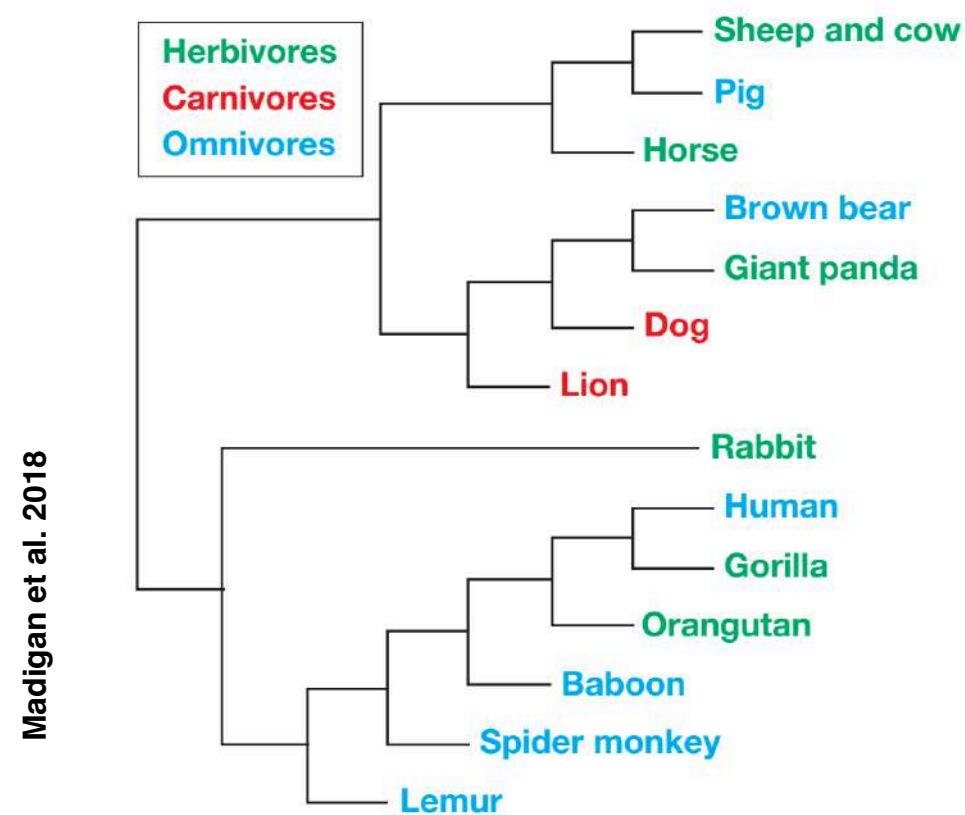 Herbivores
Carnivores
Omnivores
Sheep and cow
Pig
Horse
Brown bear
Giant panda
Dog
Lion
Rabbit
Human
Gorilla
Orangutan
Baboon
Spider monkey
Lemur
Madigan et al. 2018